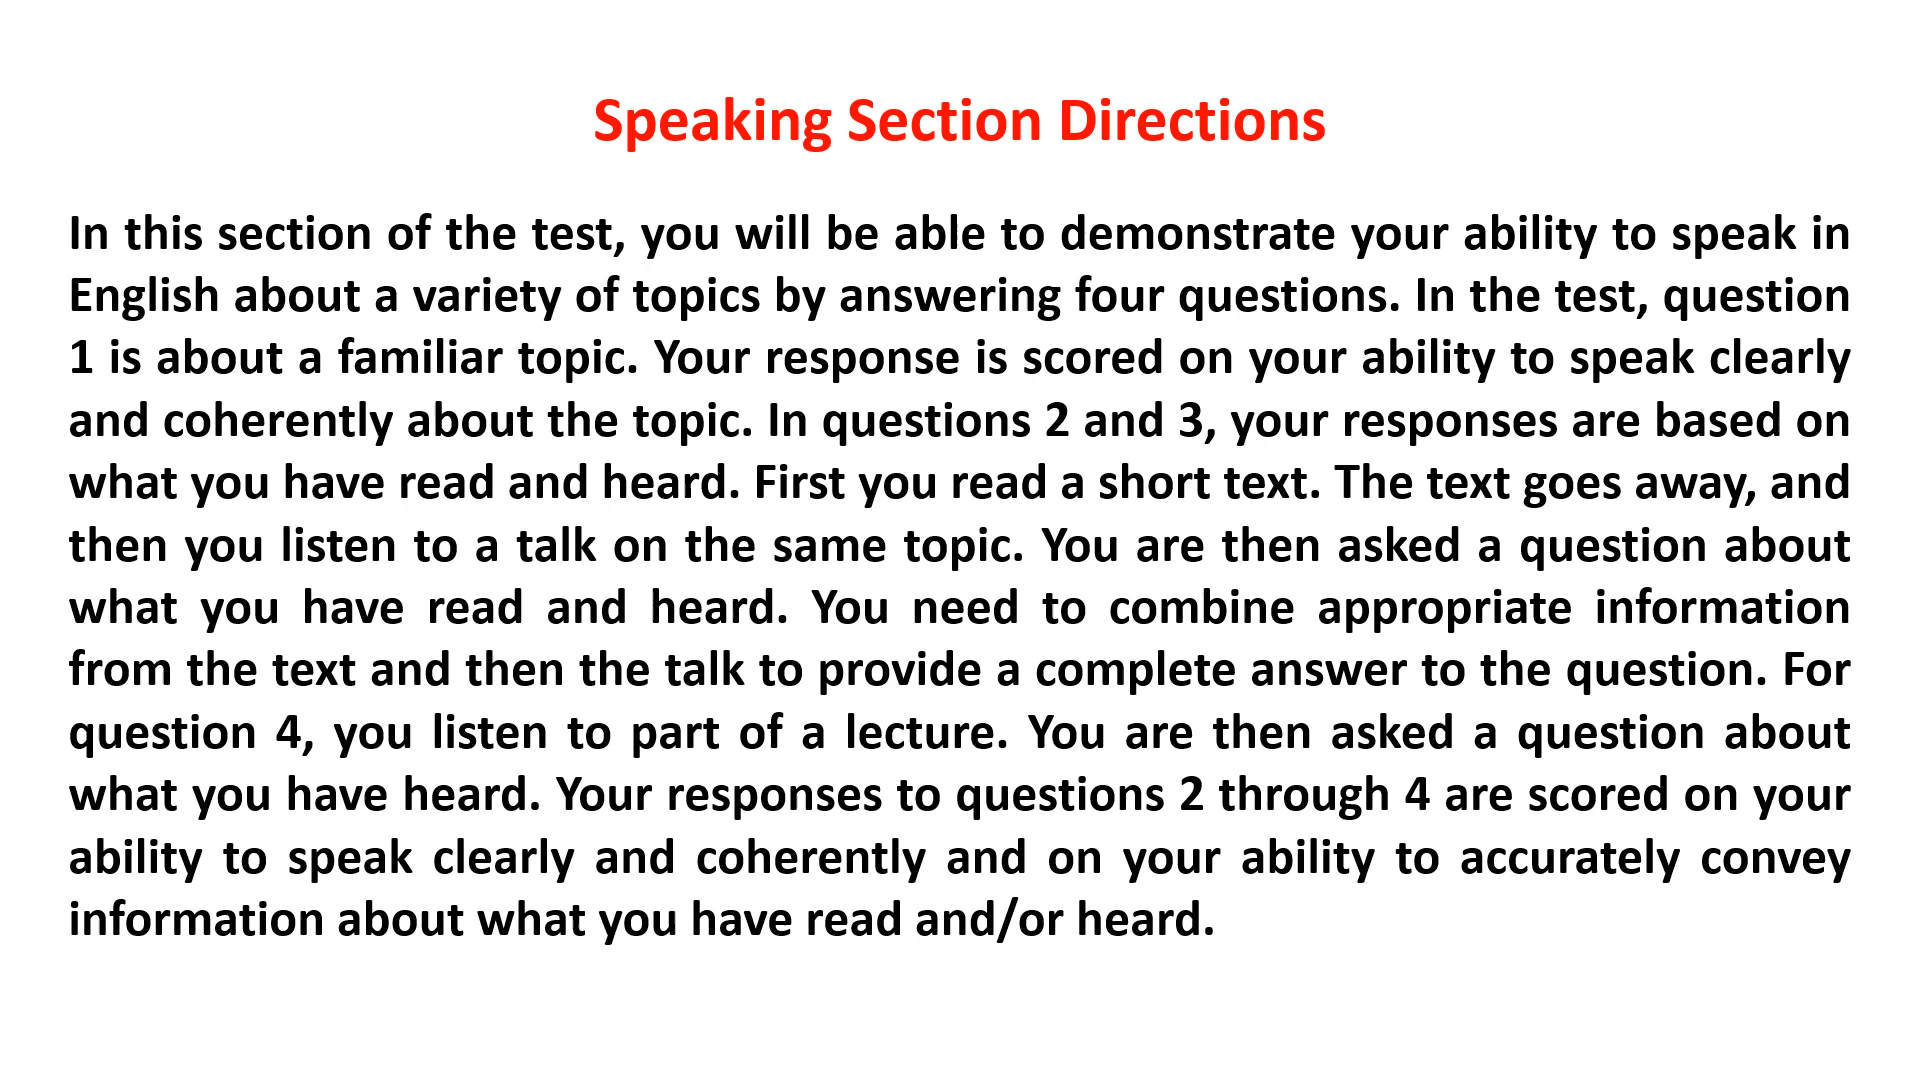 Speaking Section Directions
In this section of the test, you will be able to demonstrate your ability to speak in
English about a variety of topics by answering four questions. In the test, question
1 is about a familiar topic. Your response is scored on your ability to speak clearly
and coherently about the topic. In questions 2 and 3, your responses are based on
what you have read and heard. First you read a short text. The text goes away, and
then you listen to a talk on the same topic. You are then asked a question about
what you have read and heard. You need to combine appropriate information
from the text and then the talk to provide a complete answer to the question. For
question 4, you listen to part of a lecture. You are then asked a question about
what you have heard. Your responses to questions 2 through 4 are scored on your
ability to speak clearly and coherently and on your ability to accurately convey
information about what you have read and/or heard.